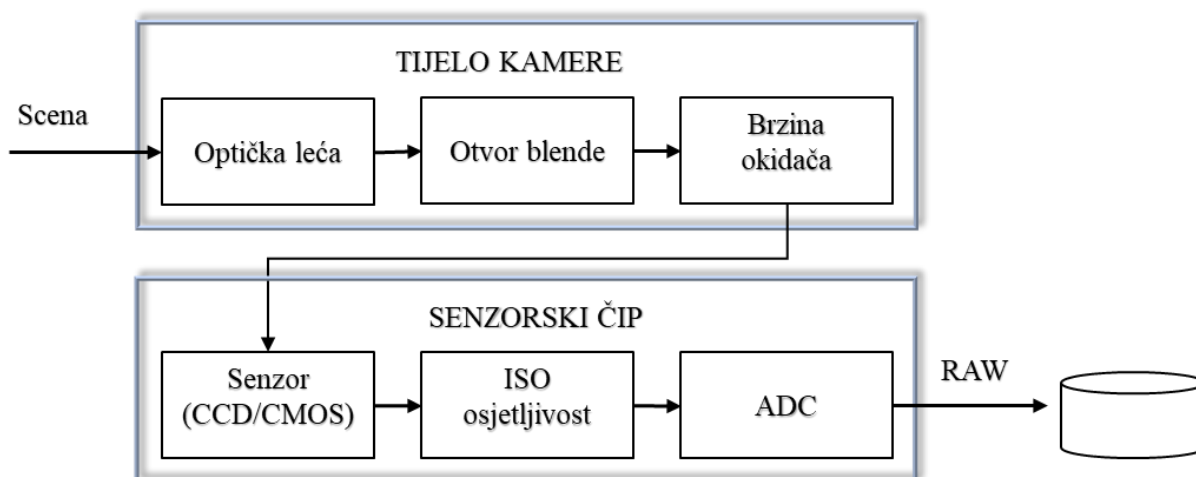 TIJELO KAMERE
Scena
Optička leća
Otvor blende
Brzina
okidača
SENZORSKI ČIP
Senzor
(CCD/CMOS)
ISO
osjetljivost
ADC
RAW